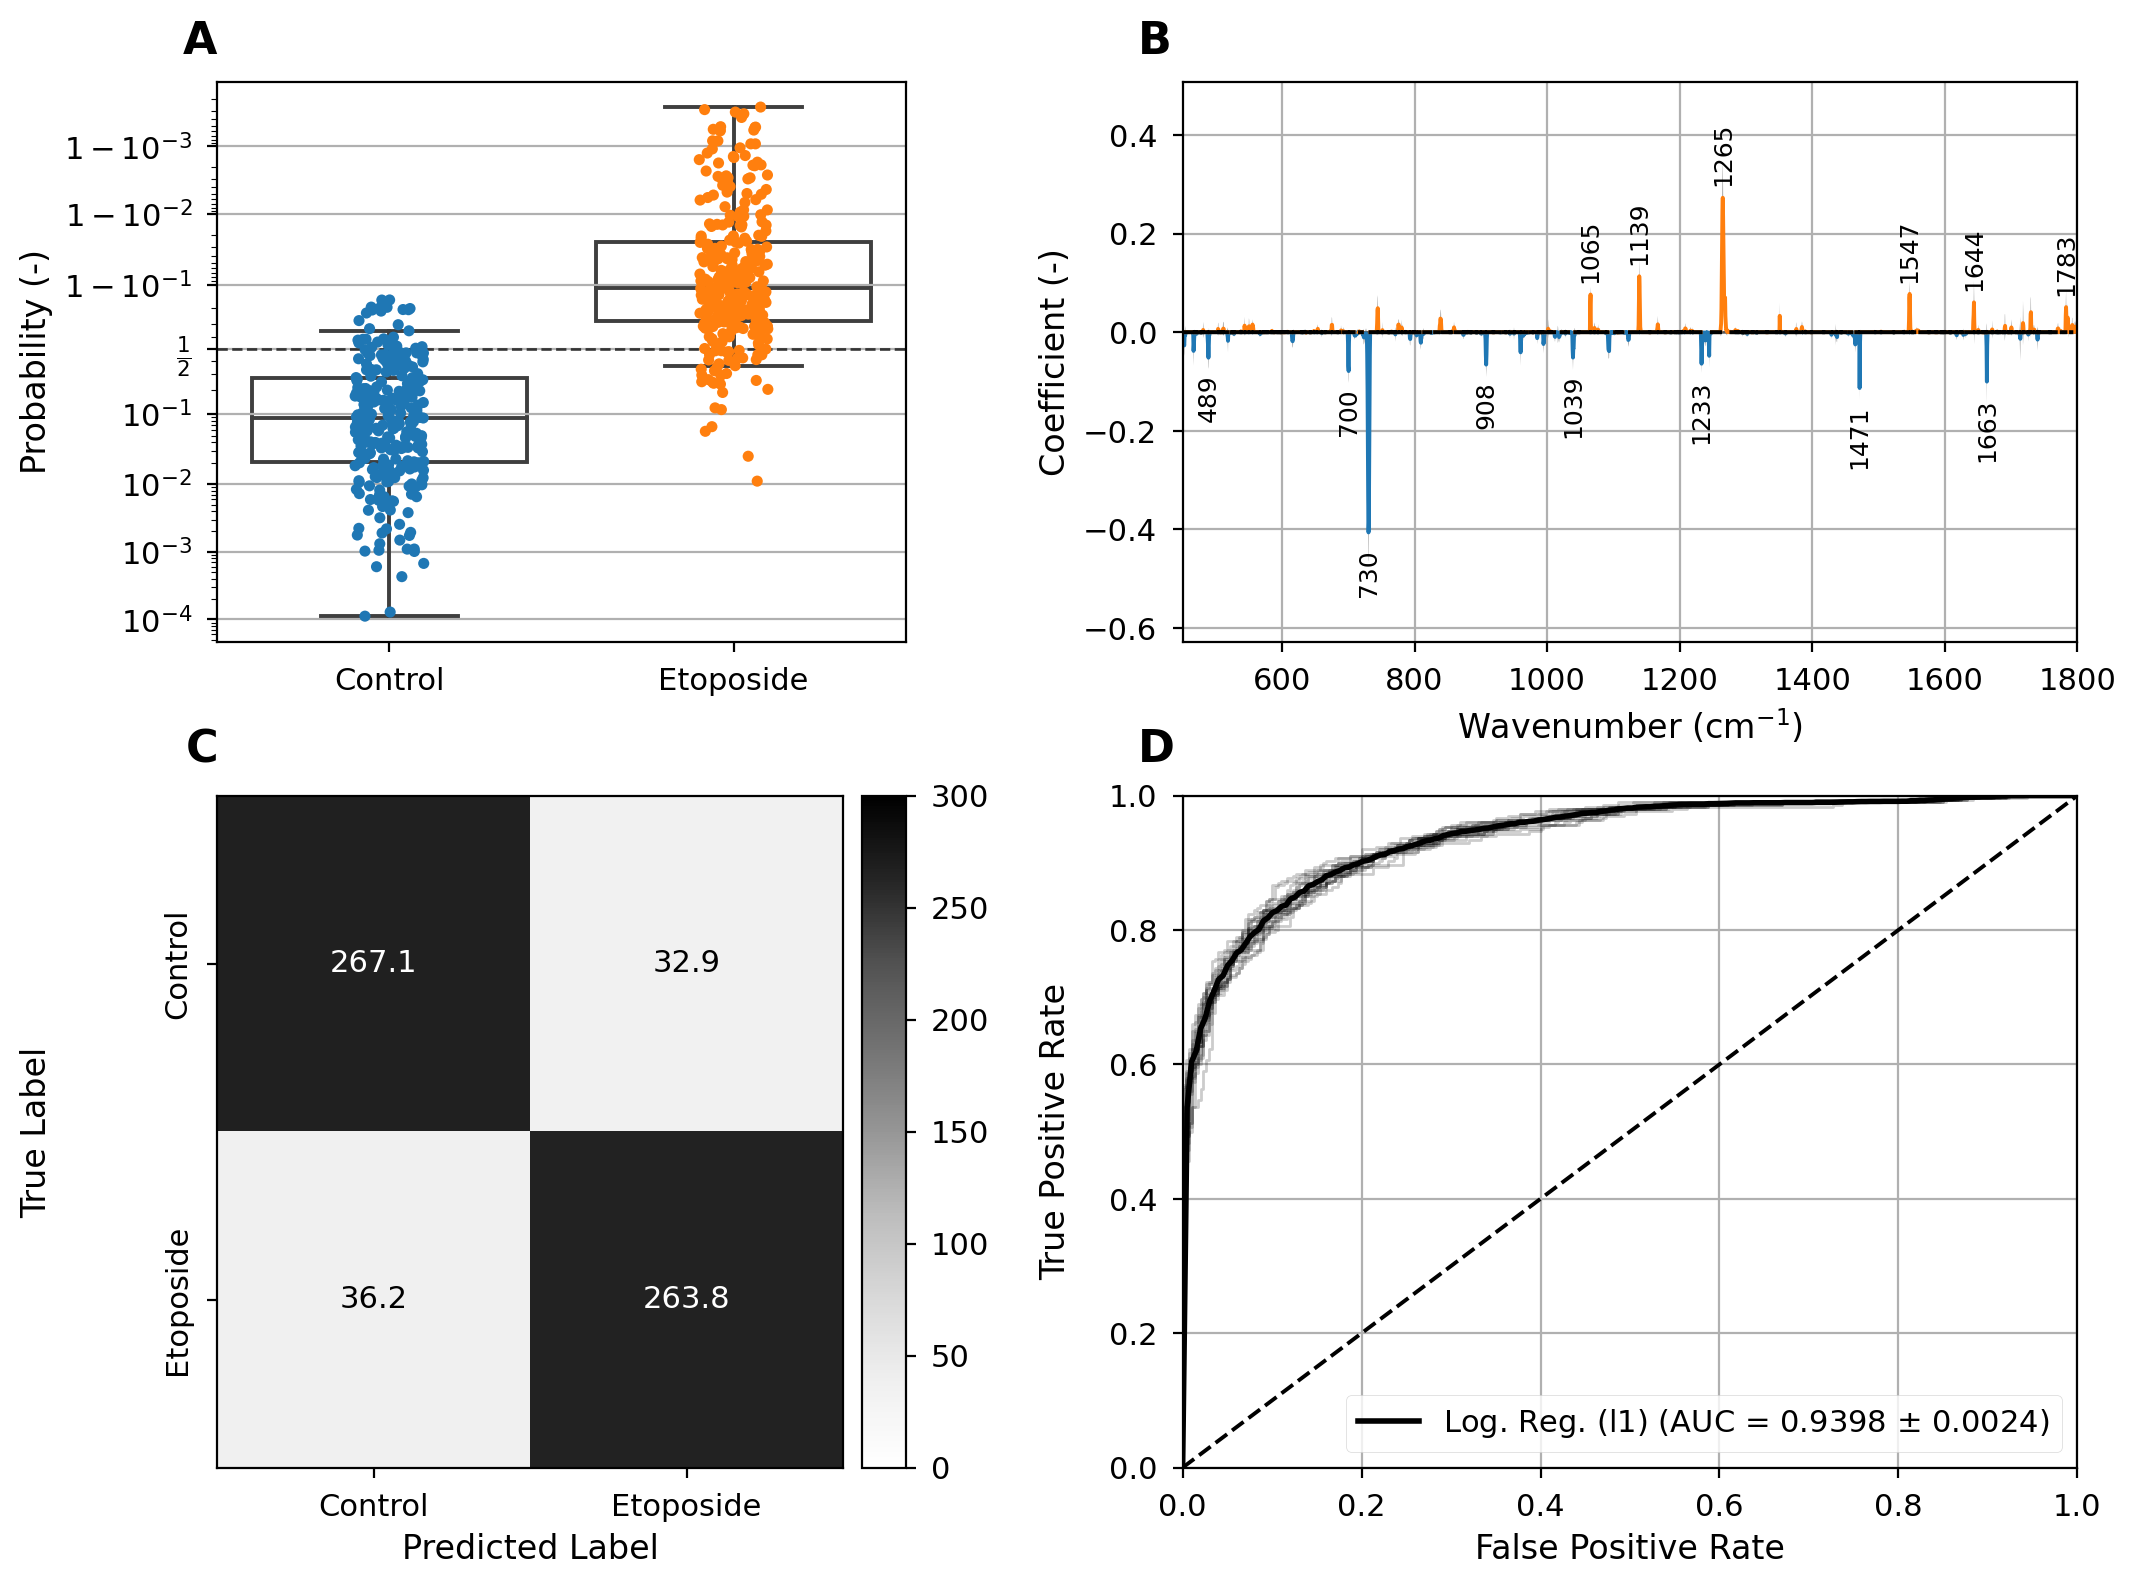 A
Probability (-)
1 − 10⁻³
1 − 10⁻²
1 − 10⁻¹
1/2
10⁻¹
10⁻²
10⁻³
10⁻⁴
Control
Etoposide
B
Coefficient (-)
0.4
0.2
0.0
−0.2
−0.4
−0.6
489
700
730
908
1039
1065
1139
1233
1265
1471
1547
1644
1663
1783
600
800
1000
1200
1400
1600
1800
Wavenumber (cm⁻¹)
C
True Label
Control
Etoposide
267.1
32.9
36.2
263.8
Control
Etoposide
Predicted Label
300
250
200
150
100
50
0
D
True Positive Rate
1.0
0.8
0.6
0.4
0.2
0.0
Log. Reg. (l1) (AUC = 0.9398 ± 0.0024)
0.0
0.2
0.4
0.6
0.8
1.0
False Positive Rate